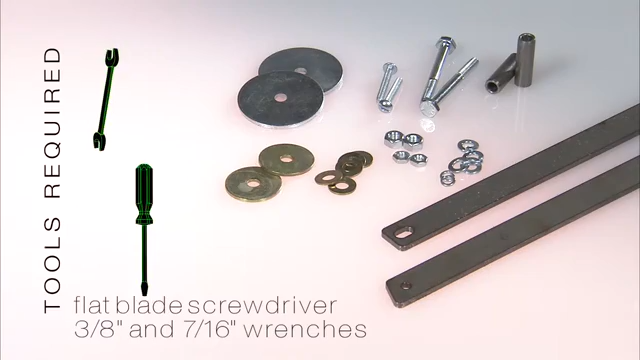 TOOLS REQUIRED
flat blade screwdriver
3/8" and 7/16" wrenches